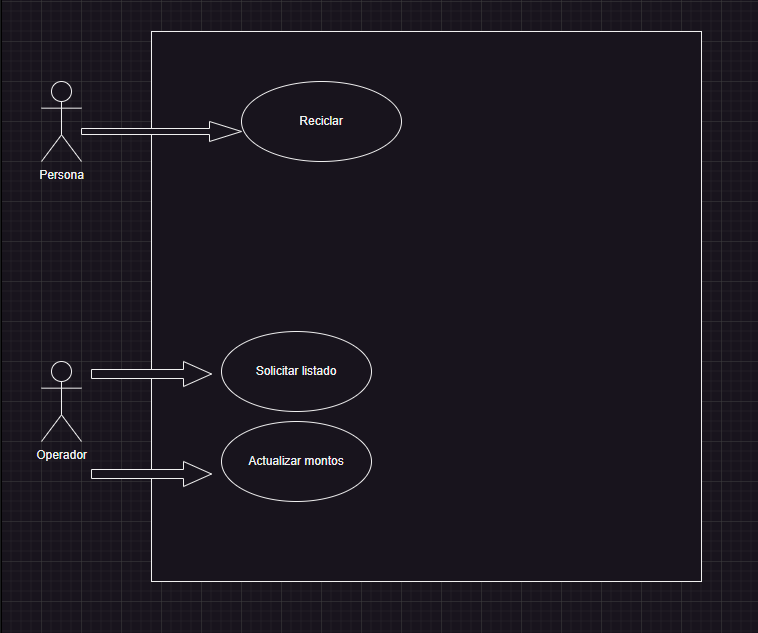 Reciclar
Persona
Solicitar listado
Operador
Actualizar montos